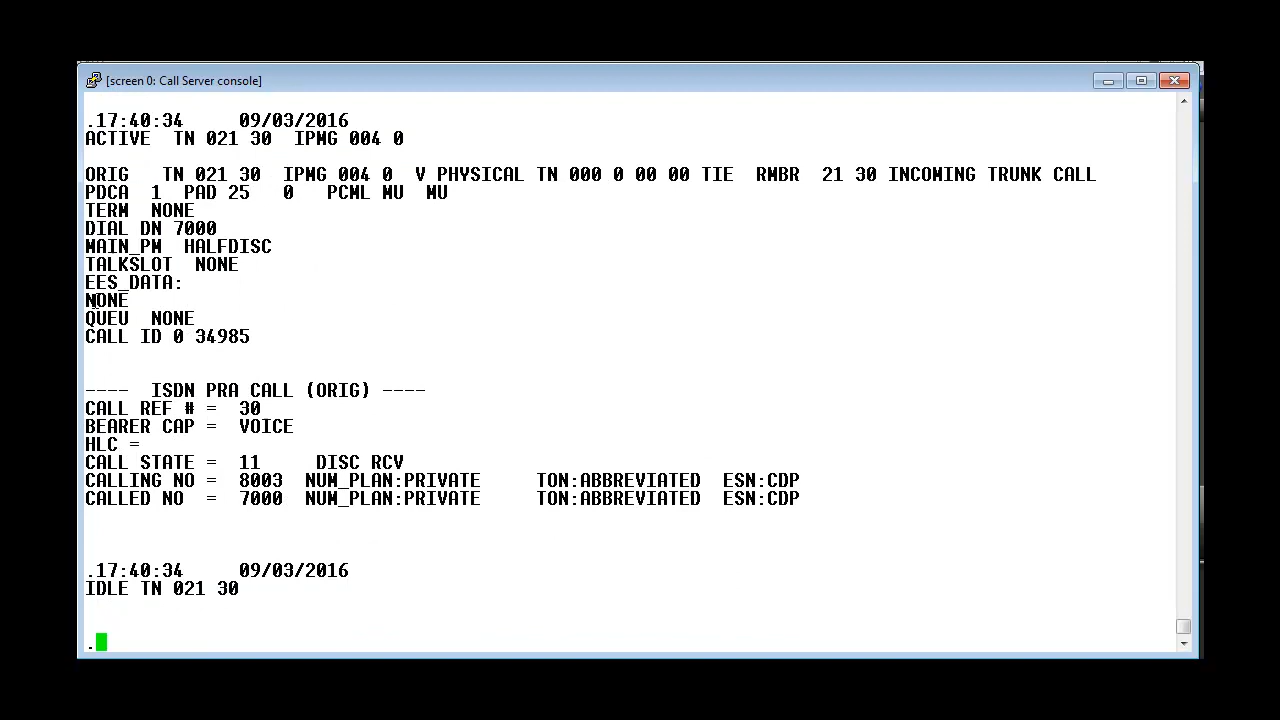 [screen 0: Call Server console]
.17:40:34 09/03/2016
ACTIVE TN 021 30 IPMG 004 0
ORIG TN 021 30 IPMG 004 0 V PHYSICAL TN 000 0 00 00 TIE RMBR 21 30 INCOMING TRUNK CALL
PDCA 1 PAD 25 0 PCML MU MU
TERM NONE
DIAL DN 7000
MAIN_PM HALFDISC
TALKSLOT NONE
EES_DATA:
NONE
QUEU NONE
CALL ID 0 34985
---- ISDN PRA CALL (ORIG) ----
CALL REF # = 30
BEARER CAP = VOICE
HLC =
CALL STATE = 11 DISC RCV
CALLING NO = 8003 NUM_PLAN:PRIVATE TON:ABBREVIATED ESN:CDP
CALLED NO = 7000 NUM_PLAN:PRIVATE TON:ABBREVIATED ESN:CDP
.17:40:34 09/03/2016
IDLE TN 021 30
.